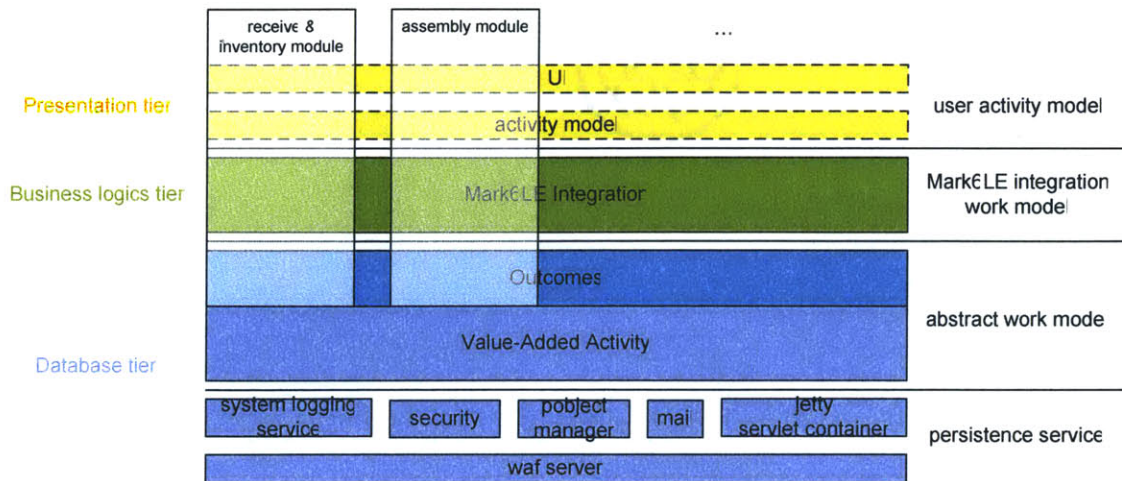 receive &
inventory module
assembly module
...
UI
Presentation tier
user activity model
activity model
Business logics tier
Mark6LE Integration
Mark6LE integration
work model
Outcomes
abstract work mode
Value-Added Activity
Database tier
system logging
service
security
pobject
manager
mai
jetty
servlet container
persistence service
waf server